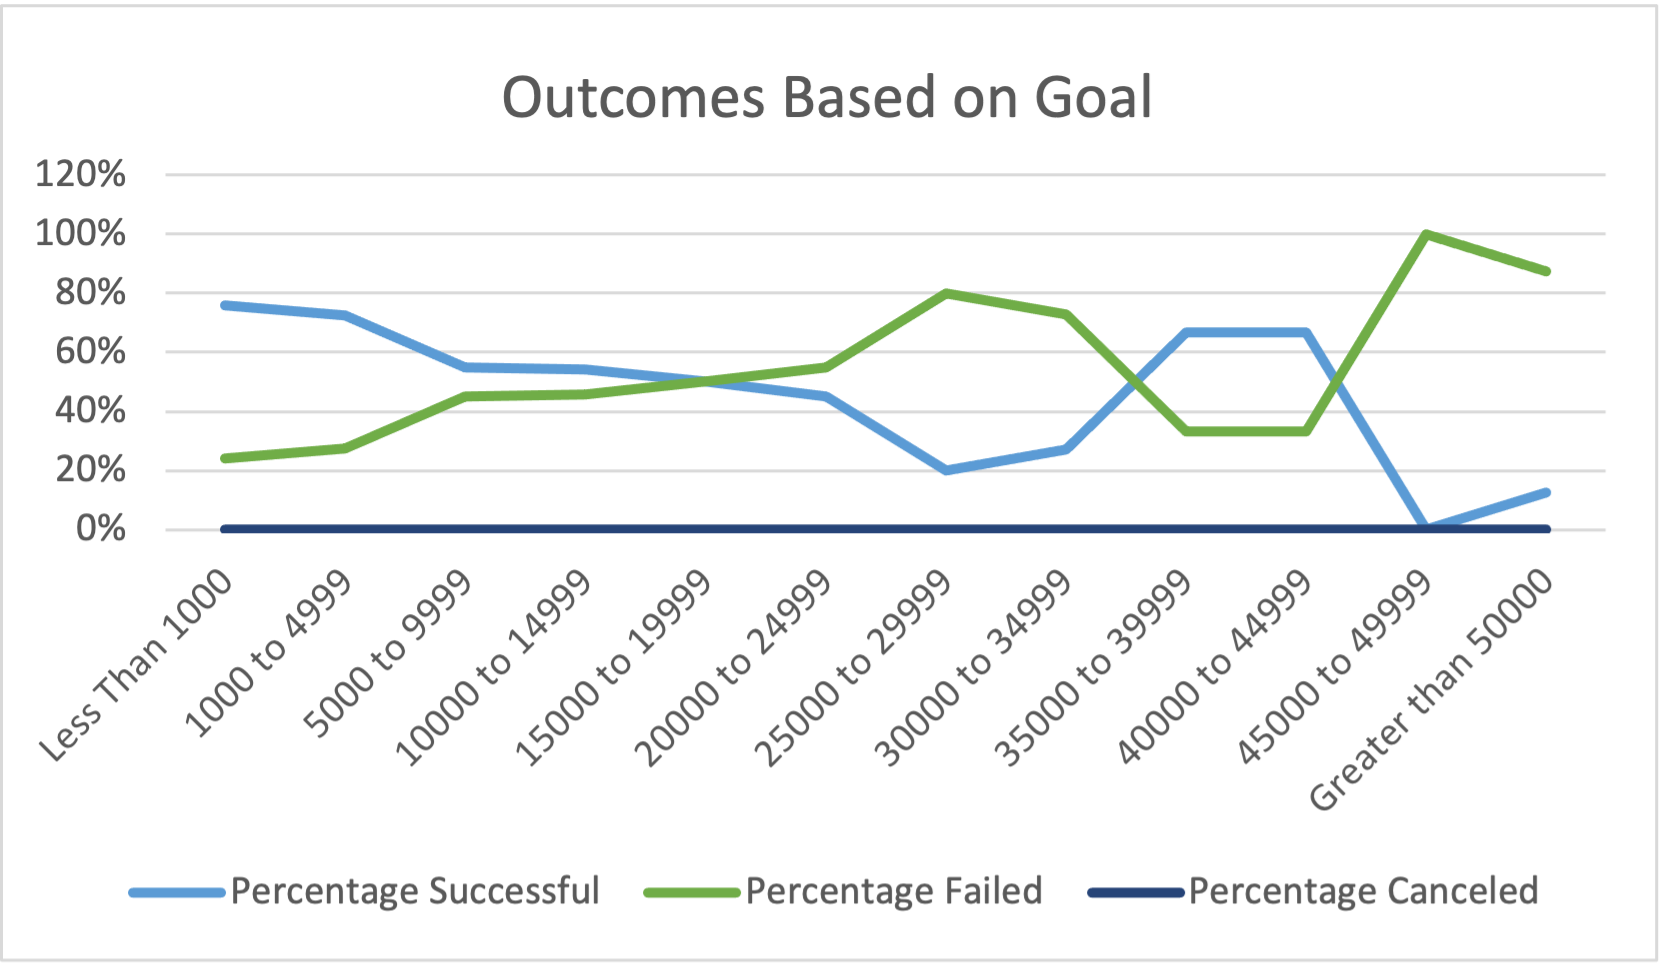 Outcomes Based on Goal
120%
100%
80%
60%
40%
20%
0%
Less Than 1000
1000 to 4999
5000 to 9999
10000 to 14999
15000 to 19999
20000 to 24999
25000 to 29999
30000 to 34999
35000 to 39999
40000 to 44999
45000 to 49999
Greater than 50000
Percentage Successful
Percentage Failed
Percentage Canceled